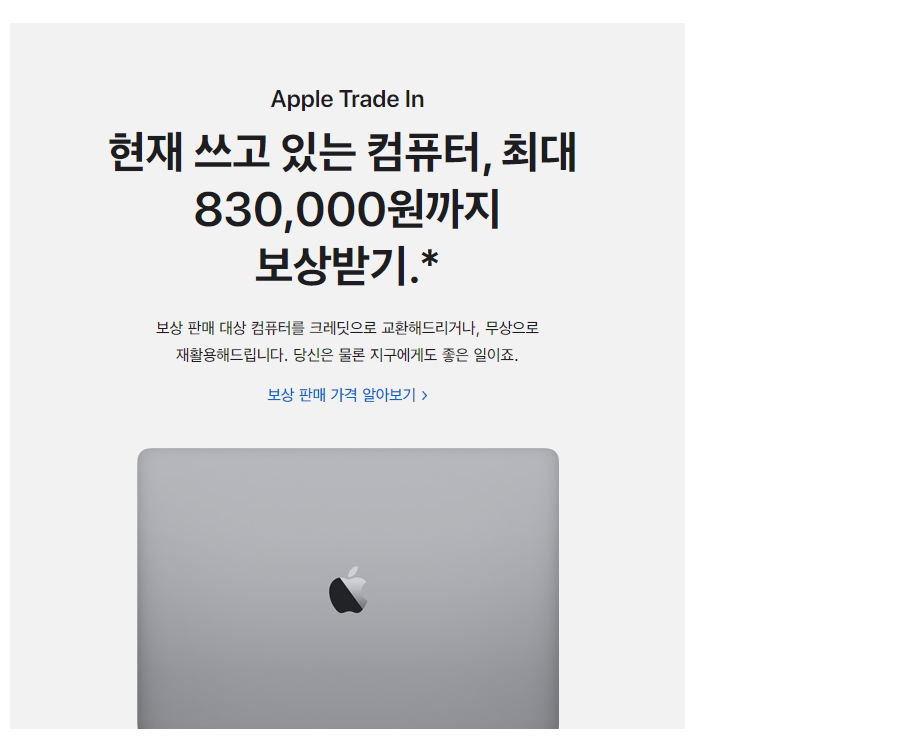 Apple Trade In
현재 쓰고 있는 컴퓨터, 최대
830,000원까지
보상받기.*
보상 판매 대상 컴퓨터를 크레딧으로 교환해드리거나, 무상으로
재활용해드립니다. 당신은 물론 지구에게도 좋은 일이죠.
보상 판매 가격 알아보기 >